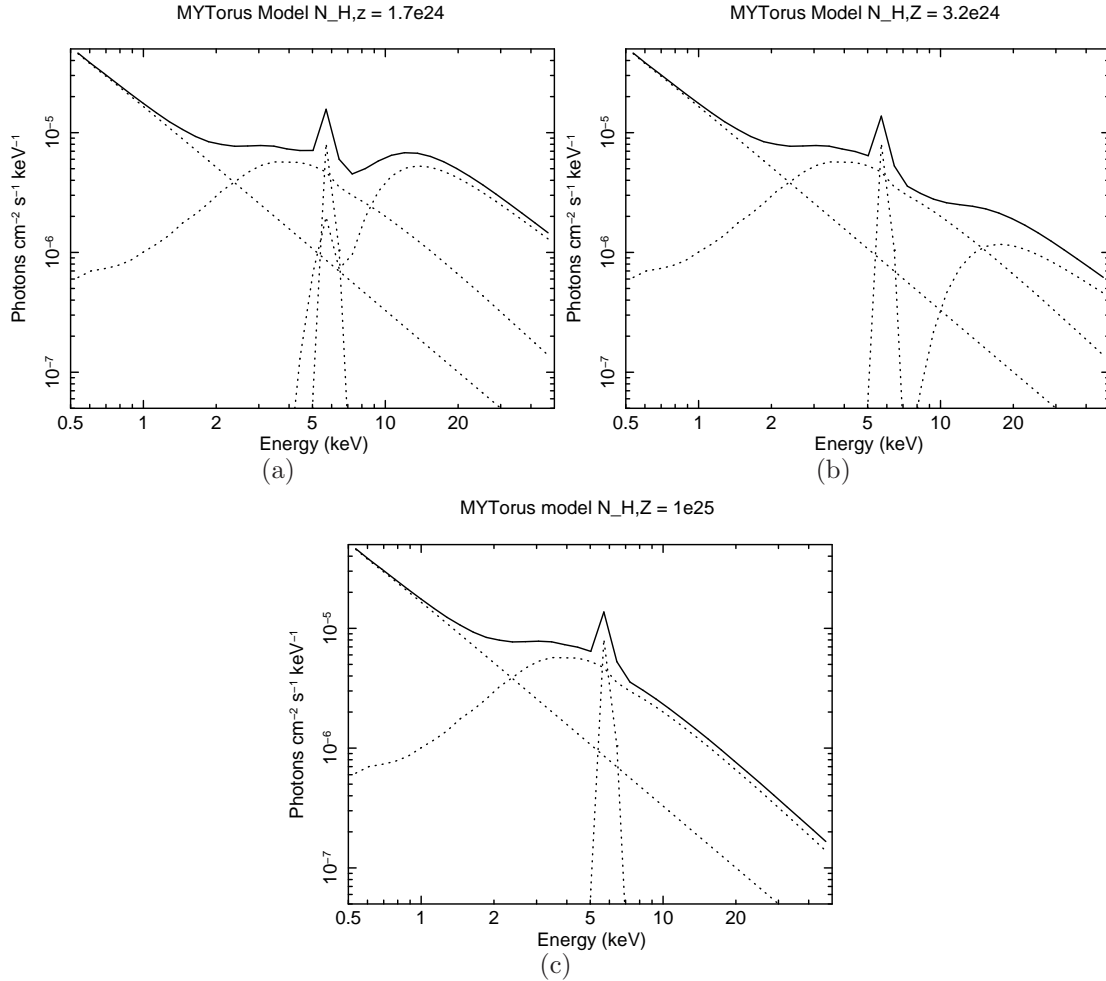 MYTorus Model N_H,z = 1.7e24
Photons cm−2 s−1 keV−1
10−5
10−6
10−7
0.5 1 2 5 10 20
Energy (keV)
(a)
MYTorus Model N_H,Z = 3.2e24
Photons cm−2 s−1 keV−1
10−5
10−6
10−7
0.5 1 2 5 10 20
Energy (keV)
(b)
MYTorus model N_H,Z = 1e25
Photons cm−2 s−1 keV−1
10−5
10−6
10−7
0.5 1 2 5 10 20
Energy (keV)
(c)